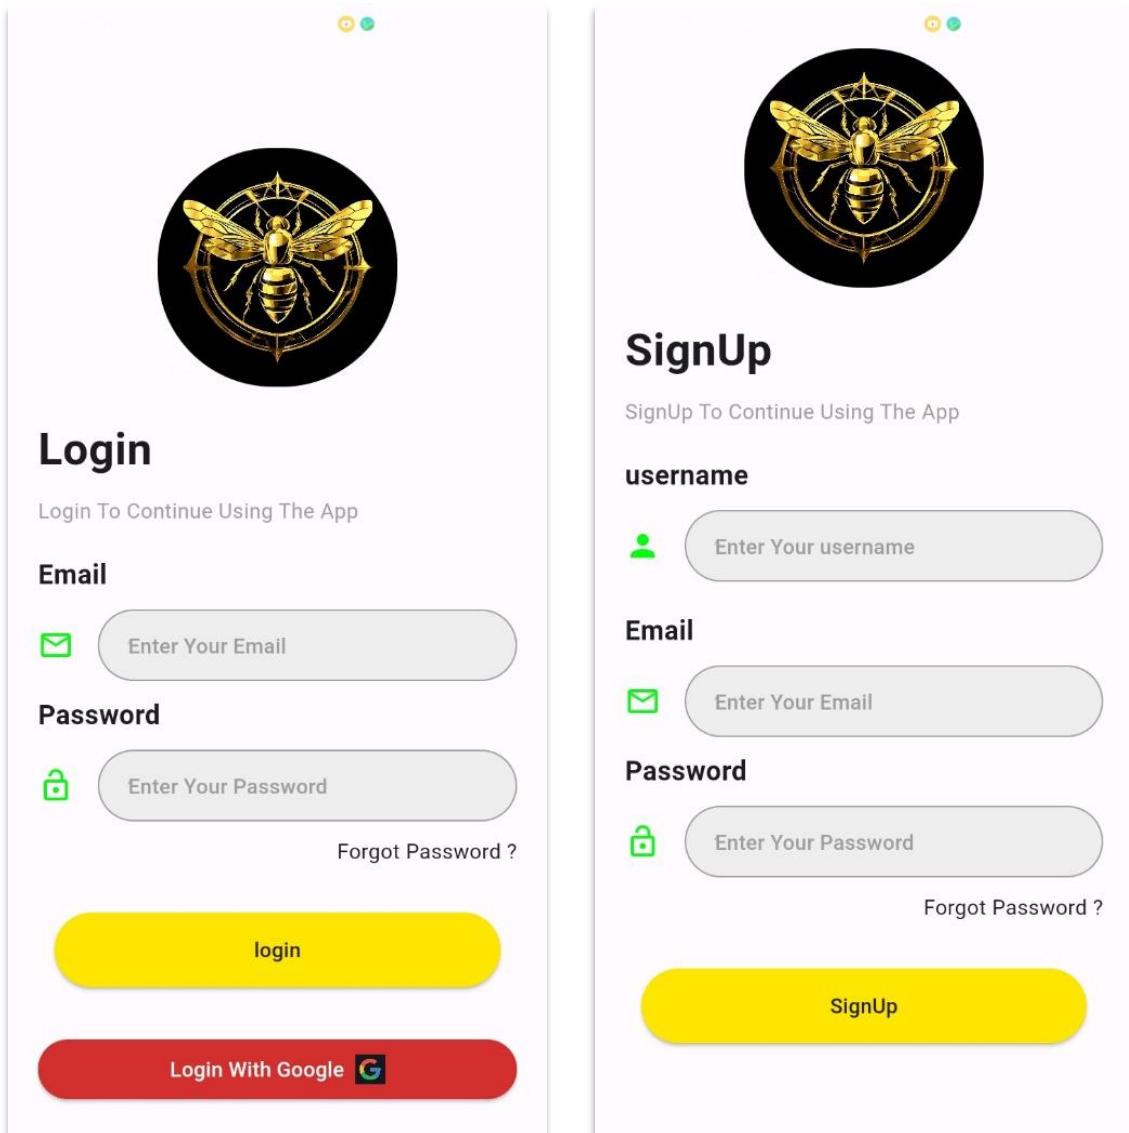 Login
Login To Continue Using The App
Email
Enter Your Email
Password
Enter Your Password
Forgot Password ?
login
Login With Google G
SignUp
SignUp To Continue Using The App
username
Enter Your username
Email
Enter Your Email
Password
Enter Your Password
Forgot Password ?
SignUp